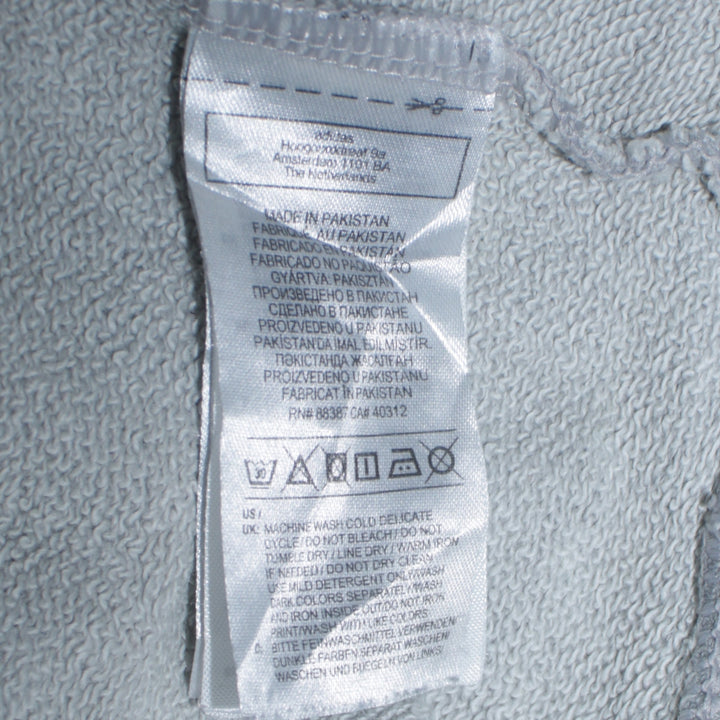 adidas
Hoogoorddreef 9a
Amsterdam 1101 BA
The Netherlands
MADE IN PAKISTAN
FABRIQUÉ AU PAKISTAN
FABRICADO EN PAKISTAN
FABRICADO NO PAQUISTÃO
GYÁRTVA: PAKISZTÁN
ПРОИЗВЕДЕНО В ПАКИСТАН
СДЕЛАНО В ПАКИСТАНЕ
PROIZVEDENO U PAKISTANU
PAKİSTAN'DA İMAL EDİLMİŞTİR.
ПӘКІСТАНДА ЖАСАЛҒАН
PROIZVEDENO U PAKISTANU
FABRICAT ÎN PAKISTAN
RN# 88387 CA# 40312
30
US /
UK: MACHINE WASH COLD DELICATE
CYCLE / DO NOT BLEACH / DO NOT
TUMBLE DRY / LINE DRY / WARM IRON
IF NEEDED / DO NOT DRY CLEAN
USE MILD DETERGENT ONLY/WASH
DARK COLORS SEPARATELY/WASH
AND IRON INSIDE OUT/DO NOT IRON
PRINT/WASH WITH LIKE COLORS
D: BITTE FEINWASCHMITTEL VERWENDEN/
DUNKLE FARBEN SEPARAT WASCHEN/
WASCHEN UND BUEGELN VON LINKS/